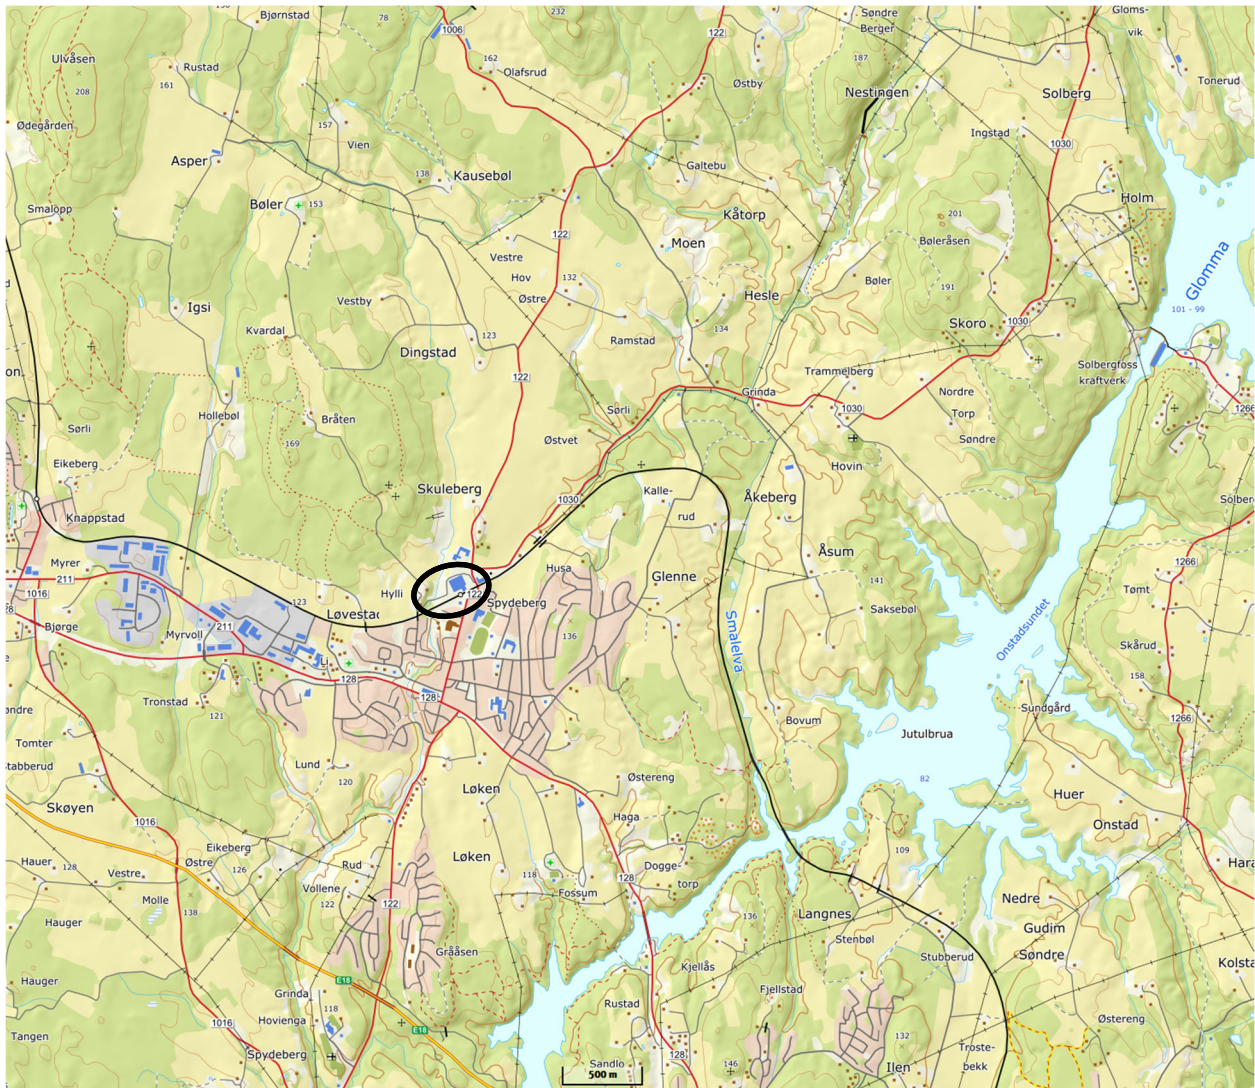 Bjørnstad
78
232
Søndre
Berger
Gloms-
vik
1006
122
Ulvåsen
Rustad
162
Olafsrud
187
161
Østby
Nestingen
Solberg
Tonerud
208
Ødegården
157
Ingstad
Vien
1030
Asper
138
Kausebøl
Galtebu
Smaløpp
Bøler
153
Kåtorp
201
Holm
122
Moen
Bøleråsen
Vestre
Hov
132
Bøler
191
Glomma
Vestby
Østre
Hesle
101 - 99
Igsi
Kvardal
123
134
Skoro
1030
Dingstad
Ramstad
Solbergfoss
kraftverk
on.
122
Trammelberg
Nordre
Torp
Grinda
1030
1266
Hollebøl
Bråten
Sørli
Sørli
169
Østvet
Søndre
Eikeberg
Hovin
Skuleberg
Kalle-
rud
Åkeberg
1030
Solber
Knappstad
Åsum
Myrer
211
Husa
Glenne
141
1266
Tømt
1016
Hylli
122
Spydeberg
123
Løvestad
Saksebøl
Onstadsundet
Bjørge
Myrvoll
211
136
Smalelva
Skårud
Li
128
128
158
Tronstad
121
Sundgård
Bovum
1266
Jutulbrua
øndre
Tomter
Stabberud
Lund
120
Østereng
82
Løken
Skøyen
Huer
1016
Haga
Onstad
Eikeberg
109
Hauer
128
Østre
126
Rud
Løken
Hara
Vestre
Dogge-
torp
Vollene
122
118
128
Fossum
Molle
138
122
136
Langnes
Nedre
Hauger
Gudim
Stenbøl
Søndre
Grååsen
Stubberud
Kjellås
Kolsta
Hauger
E18
Grinda
Fjellstad
118
Rustad
Hovienga
1016
E18
Østereng
Tangen
132
Spydeberg
128
Troste-
bekk
Sandlo
146
Ilen
500 m